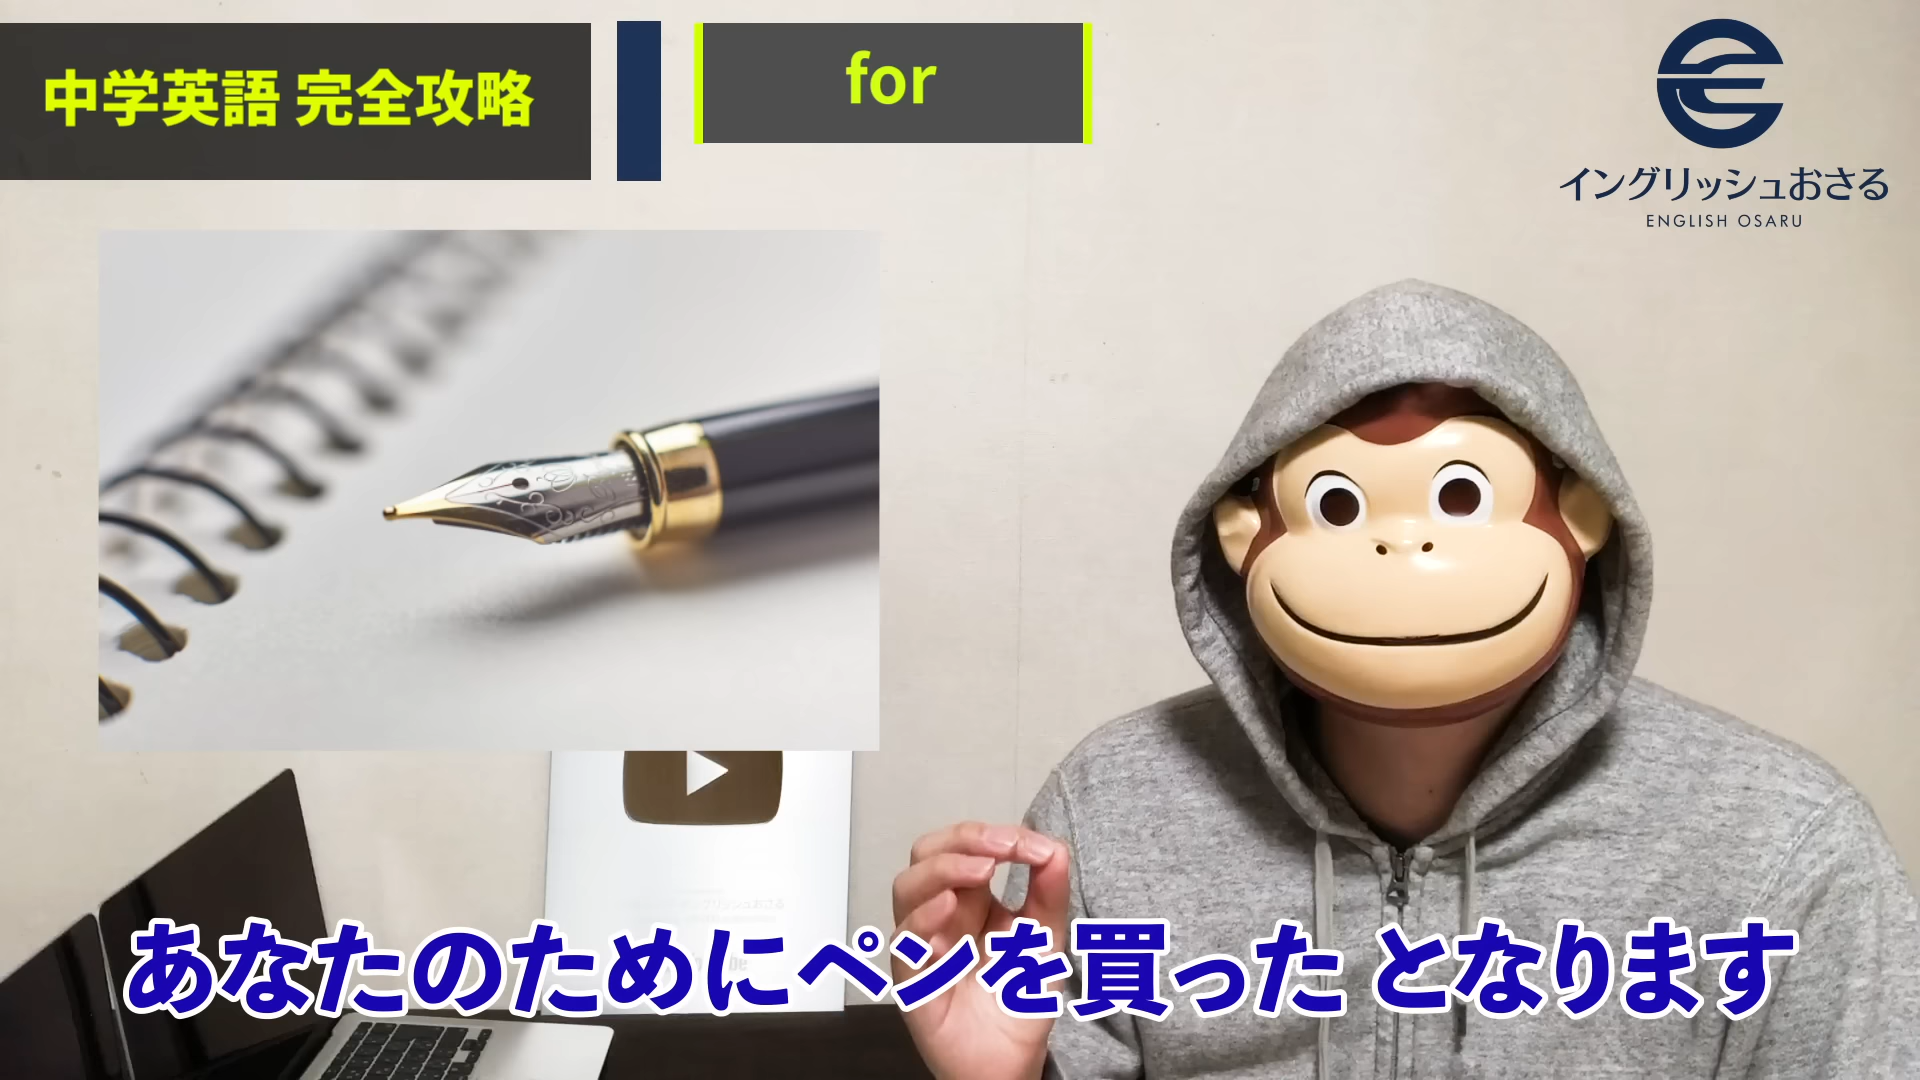 中学英語 完全攻略
for
イングリッシュおさる
ENGLISH OSARU
あなたのためにペンを買った となります